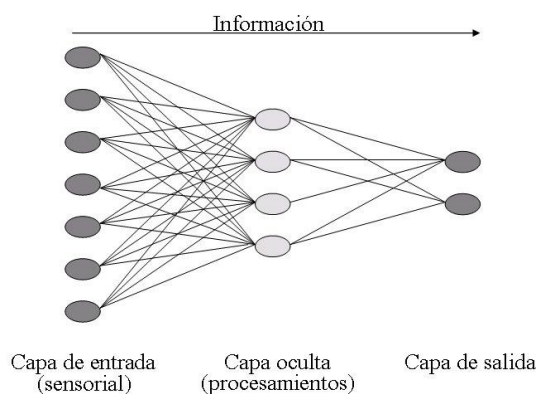 Información
Capa de entrada
(sensorial)
Capa oculta
(procesamientos)
Capa de salida